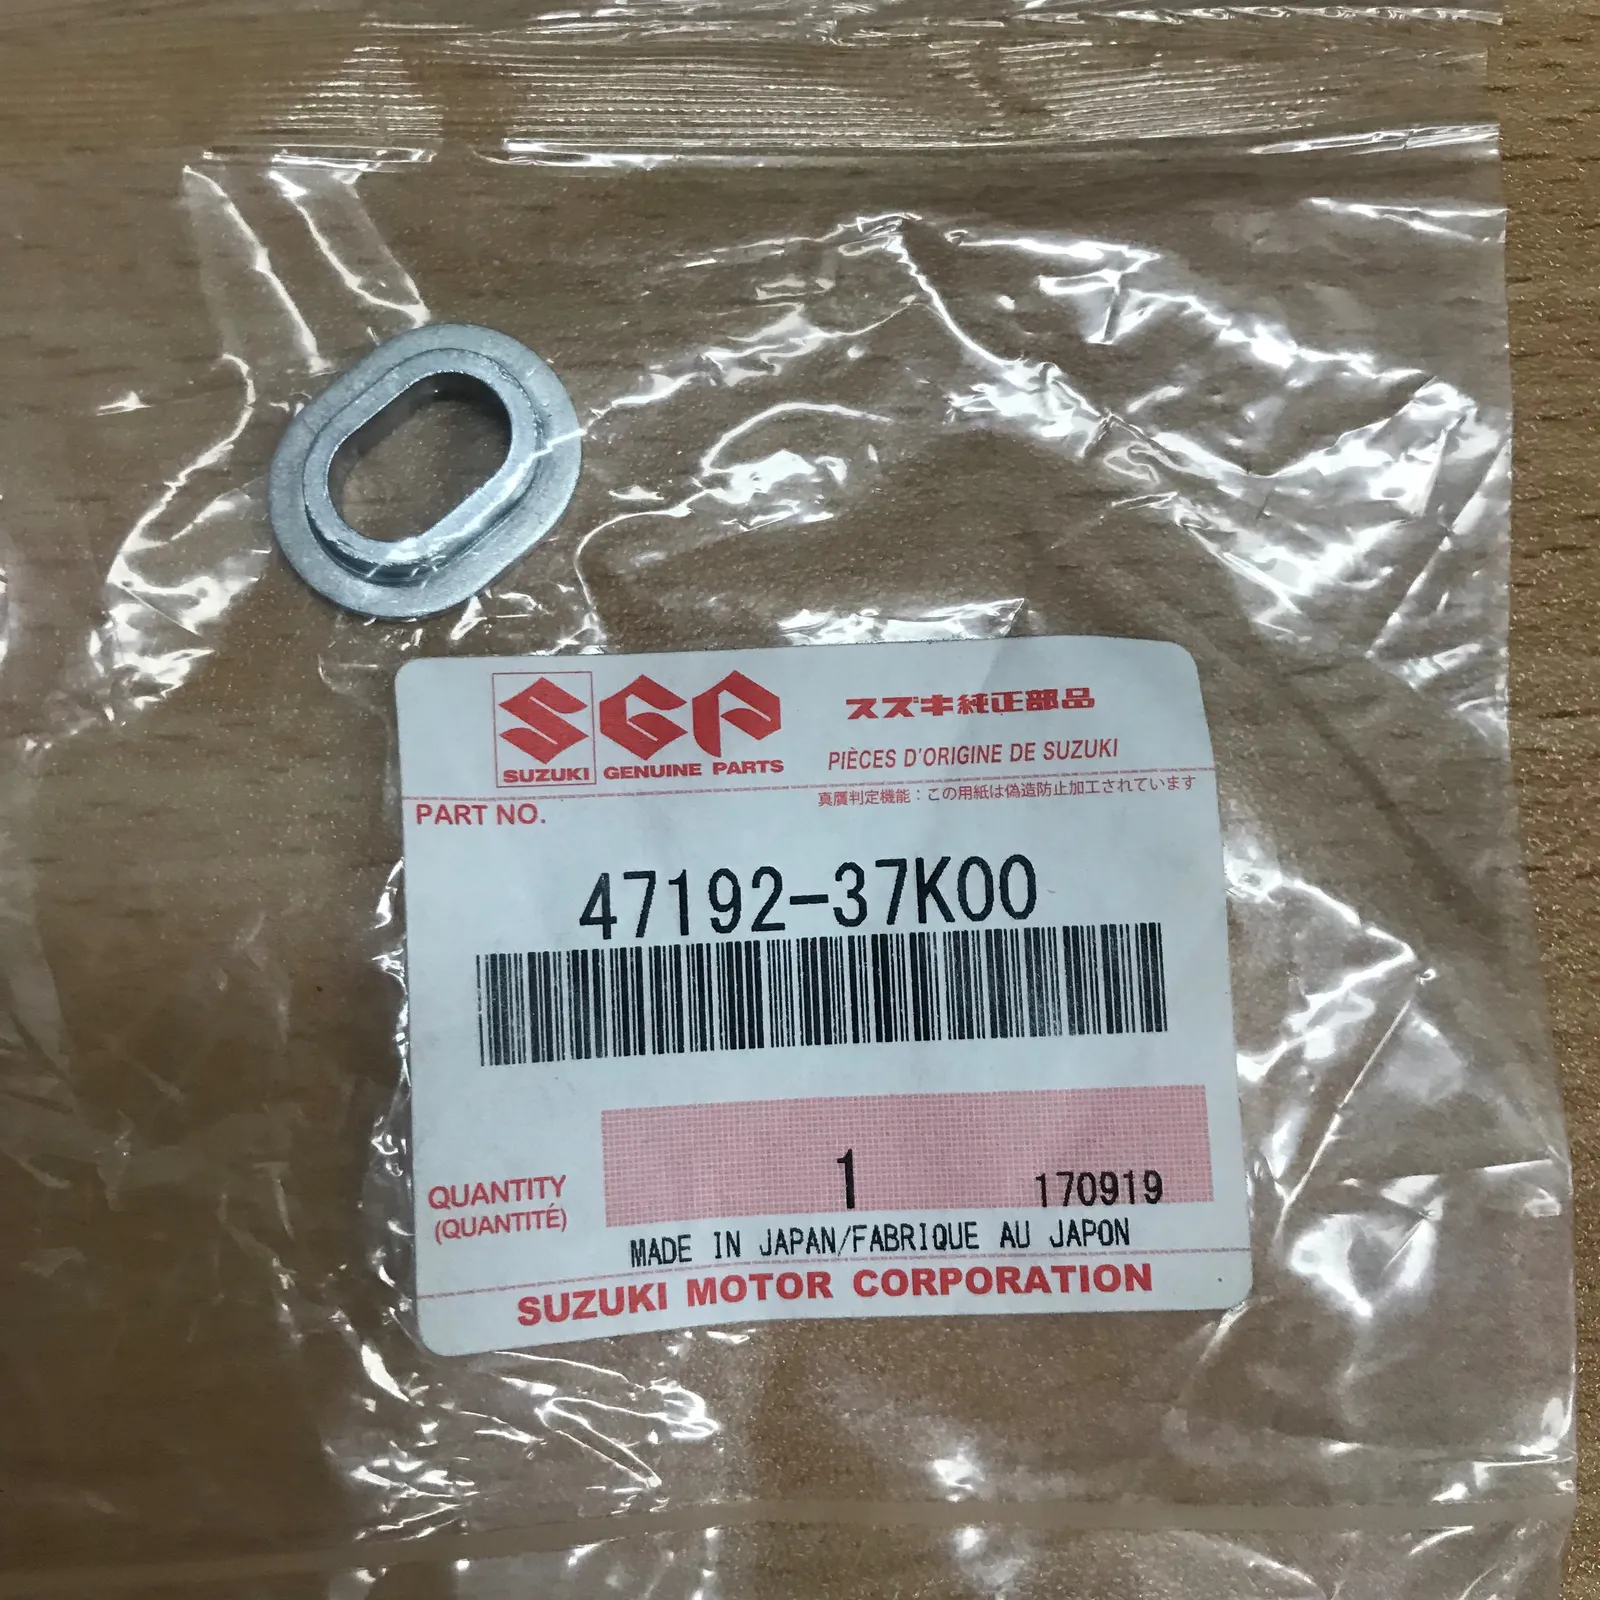 SGP
スズキ純正部品
SUZUKI GENUINE PARTS
PIÈCES D'ORIGINE DE SUZUKI
真贋判定機能：この用紙は偽造防止加工されています
PART NO.
47192-37K00
QUANTITY
(QUANTITÉ)
1 170919
MADE IN JAPAN/FABRIQUE AU JAPON
SUZUKI MOTOR CORPORATION